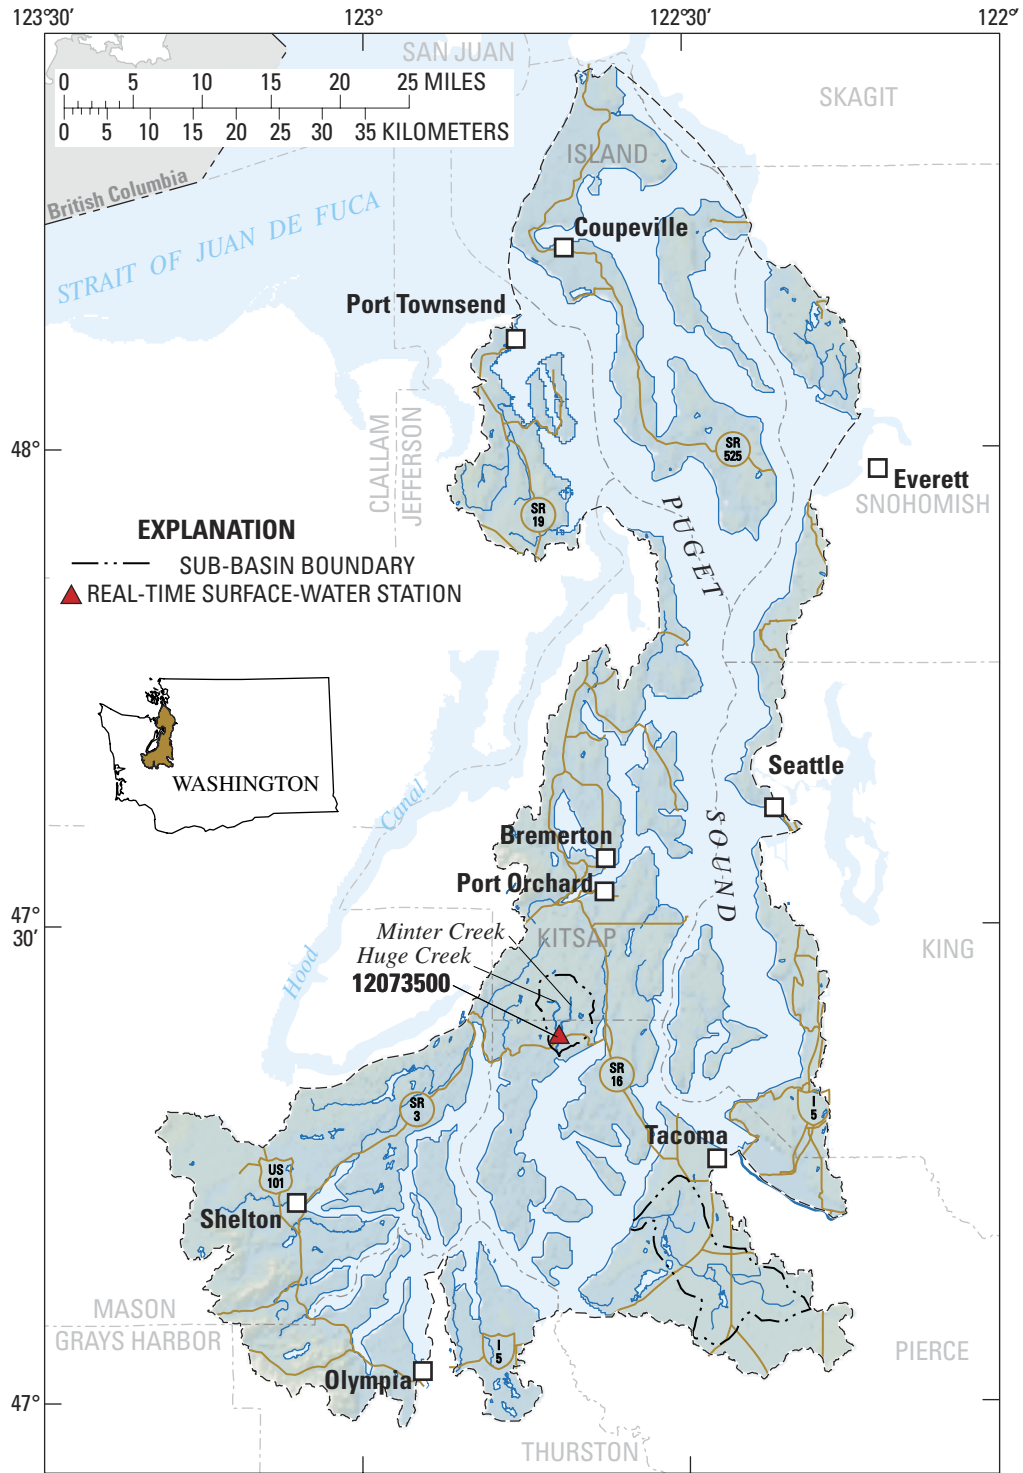 123°30'
123°
122°30'
122°
SAN JUAN
0 5 10 15 20 25 MILES
0 5 10 15 20 25 30 35 KILOMETERS
SKAGIT
ISLAND
British Columbia
STRAIT OF JUAN DE FUCA
Coupeville
Port Townsend
48°
CLALLAM
JEFFERSON
SR
525
Everett
SNOHOMISH
SR
19
PUGET
EXPLANATION
SUB-BASIN BOUNDARY
REAL-TIME SURFACE-WATER STATION
WASHINGTON
Seattle
Canal
SOUND
Bremerton
Port Orchard
47°
30'
Minter Creek
KITSAP
Huge Creek
KING
Hood
12073500
SR
16
SR
3
I
5
Tacoma
US
101
Shelton
MASON
GRAYS HARBOR
I
5
PIERCE
Olympia
47°
THURSTON